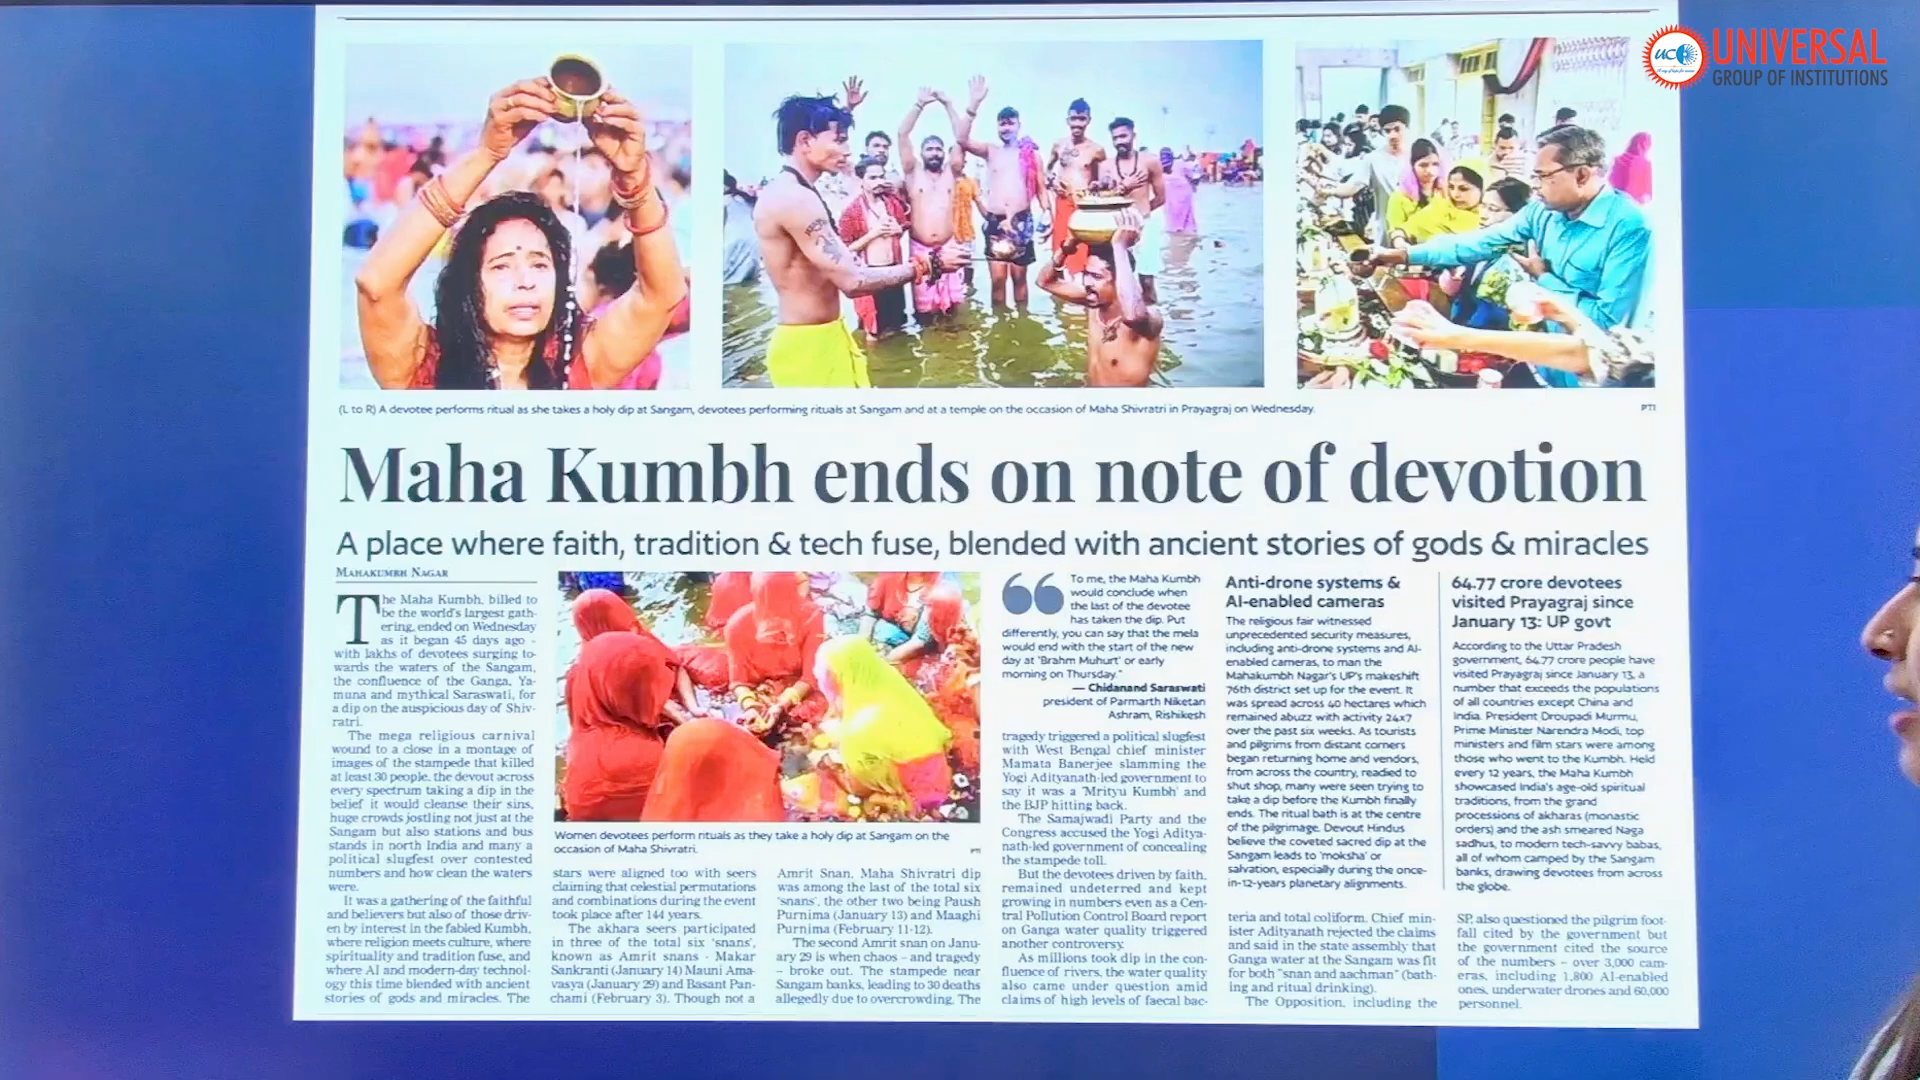 UNIVERSAL
GROUP OF INSTITUTIONS
(L to R) A devotee performs ritual as she takes a holy dip at Sangam, devotees performing rituals at Sangam and at a temple on the occasion of Maha Shivratri in Prayagraj on Wednesday.
PTI
Maha Kumbh ends on note of devotion
A place where faith, tradition & tech fuse, blended with ancient stories of gods & miracles
MAHAKUMBH NAGAR
The Maha Kumbh, billed to
be the world's largest gath-
ering, ended on Wednesday
as it began 45 days ago -
with lakhs of devotees surging to-
wards the waters of the Sangam,
the confluence of the Ganga, Ya-
muna and mythical Saraswati, for
a dip on the auspicious day of Shiv-
ratri.
The mega religious carnival
wound to a close in a montage of
images of the stampede that killed
at least 30 people, the devout across
every spectrum taking a dip in the
belief it would cleanse their sins,
huge crowds jostling not just at the
Sangam but also stations and bus
stands in north India and many a
political slugfest over contested
numbers and how clean the waters
were.
It was a gathering of the faithful
and believers but also of those driv-
en by interest in the fabled Kumbh,
where religion meets culture, where
spirituality and tradition fuse, and
where AI and modern-day technol-
ogy this time blended with ancient
stories of gods and miracles. The
Women devotees perform rituals as they take a holy dip at Sangam on the
occasion of Maha Shivratri.
PTI
stars were aligned too with seers
claiming that celestial permutations
and combinations during the event
took place after 144 years.
The akhara seers participated
in three of the total six 'snans',
known as Amrit snans - Makar
Sankranti (January 14) Mauni Ama-
vasya (January 29) and Basant Pan-
chami (February 3). Though not a
Amrit Snan, Maha Shivratri dip
was among the last of the total six
'snans', the other two being Paush
Purnima (January 13) and Maaghi
Purnima (February 11-12).
The second Amrit snan on Janu-
ary 29 is when chaos – and tragedy
– broke out. The stampede near
Sangam banks, leading to 30 deaths
allegedly due to overcrowding. The
“To me, the Maha Kumbh
would conclude when
the last of the devotee
has taken the dip. Put
differently, you can say that the mela
would end with the start of the new
day at 'Brahm Muhurt' or early
morning on Thursday."
— Chidanand Saraswati
president of Parmarth Niketan
Ashram, Rishikesh
tragedy triggered a political slugfest
with West Bengal chief minister
Mamata Banerjee slamming the
Yogi Adityanath-led government to
say it was a 'Mrityu Kumbh' and
the BJP hitting back.
The Samajwadi Party and the
Congress accused the Yogi Aditya-
nath-led government of concealing
the stampede toll.
But the devotees driven by faith,
remained undeterred and kept
growing in numbers even as a Cen-
tral Pollution Control Board report
on Ganga water quality triggered
another controversy.
As millions took dip in the con-
fluence of rivers, the water quality
also came under question amid
claims of high levels of faecal bac-
Anti-drone systems &
AI-enabled cameras
The religious fair witnessed
unprecedented security measures,
including anti-drone systems and AI-
enabled cameras, to man the
Mahakumbh Nagar's UP's makeshift
76th district set up for the event. It
was spread across 40 hectares which
remained abuzz with activity 24x7
over the past six weeks. As tourists
and pilgrims from distant corners
began returning home and vendors,
from across the country, readied to
shut shop, many were seen trying to
take a dip before the Kumbh finally
ends. The ritual bath is at the centre
of the pilgrimage. Devout Hindus
believe the coveted sacred dip at the
Sangam leads to 'moksha' or
salvation, especially during the once-
in-12-years planetary alignments.
teria and total coliform. Chief min-
ister Adityanath rejected the claims
and said in the state assembly that
Ganga water at the Sangam was fit
for both "snan and aachman" (bath-
ing and ritual drinking).
The Opposition, including the
64.77 crore devotees
visited Prayagraj since
January 13: UP govt
According to the Uttar Pradesh
government, 64.77 crore people have
visited Prayagraj since January 13, a
number that exceeds the populations
of all countries except China and
India. President Droupadi Murmu,
Prime Minister Narendra Modi, top
ministers and film stars were among
those who went to the Kumbh. Held
every 12 years, the Maha Kumbh
showcased India's age-old spiritual
traditions, from the grand
processions of akharas (monastic
orders) and the ash smeared Naga
sadhus, to modern tech-savvy babas,
all of whom camped by the Sangam
banks, drawing devotees from across
the globe.
SP, also questioned the pilgrim foot-
fall cited by the government but
the government cited the source
of the numbers – over 3,000 cam-
eras, including 1,800 AI-enabled
ones, underwater drones and 60,000
personnel.